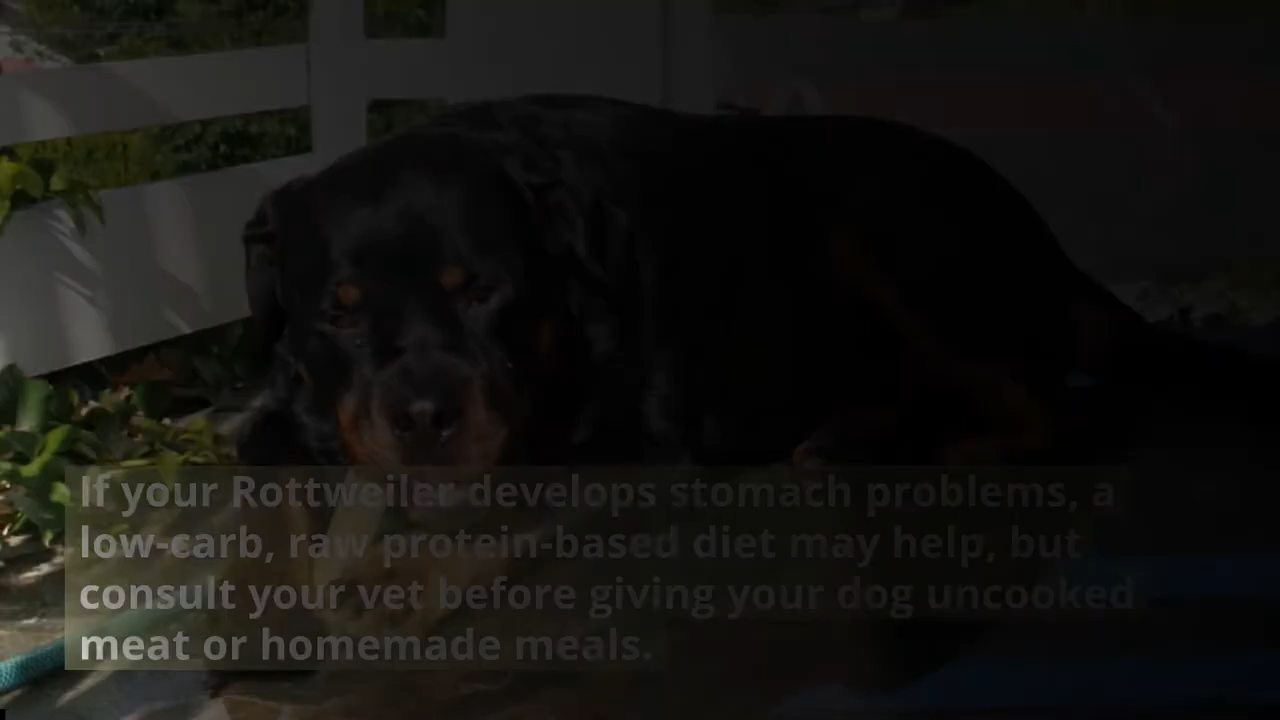 If your Rottweiler develops stomach problems, a
low-carb, raw protein-based diet may help, but
consult your vet before giving your dog uncooked
meat or homemade meals.